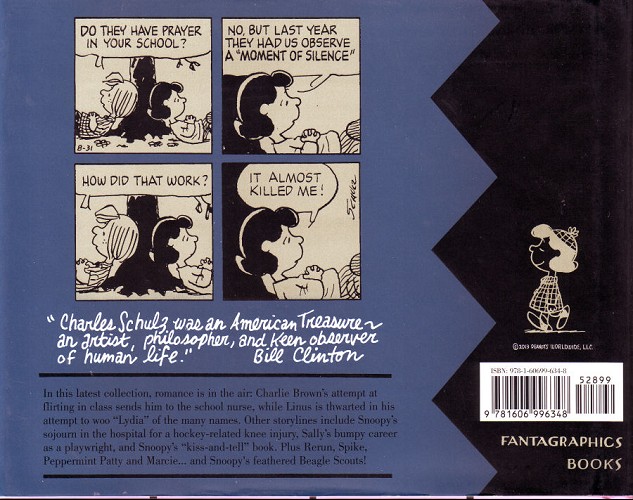 DO THEY HAVE PRAYER
IN YOUR SCHOOL?
8-31
NO, BUT LAST YEAR
THEY HAD US OBSERVE
A "MOMENT OF SILENCE"
HOW DID THAT WORK?
IT ALMOST
KILLED ME!
SCHULZ
"Charles Schulz was an American Treasure~
an artist, philosopher, and Keen observer
of human life."
Bill Clinton
In this latest collection, romance is in the air: Charlie Brown's attempt at
flirting in class sends him to the school nurse, while Linus is thwarted in his
attempt to woo "Lydia" of the many names. Other storylines include Snoopy's
sojourn in the hospital for a hockey-related knee injury, Sally's bumpy career
as a playwright, and Snoopy's "kiss-and-tell" book. Plus Rerun, Spike,
Peppermint Patty and Marcie... and Snoopy's feathered Beagle Scouts!
©2013 PEANUTS WORLDWIDE, LLC.
ISBN: 978-1-60699-634-8
52899
9 781606 996348
FANTAGRAPHICS
BOOKS